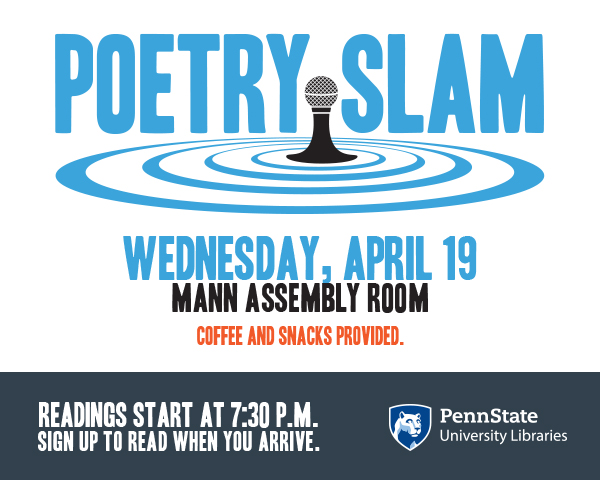 POETRY SLAM
WEDNESDAY, APRIL 19
MANN ASSEMBLY ROOM
COFFEE AND SNACKS PROVIDED.
READINGS START AT 7:30 P.M.
SIGN UP TO READ WHEN YOU ARRIVE.
PennState
University Libraries